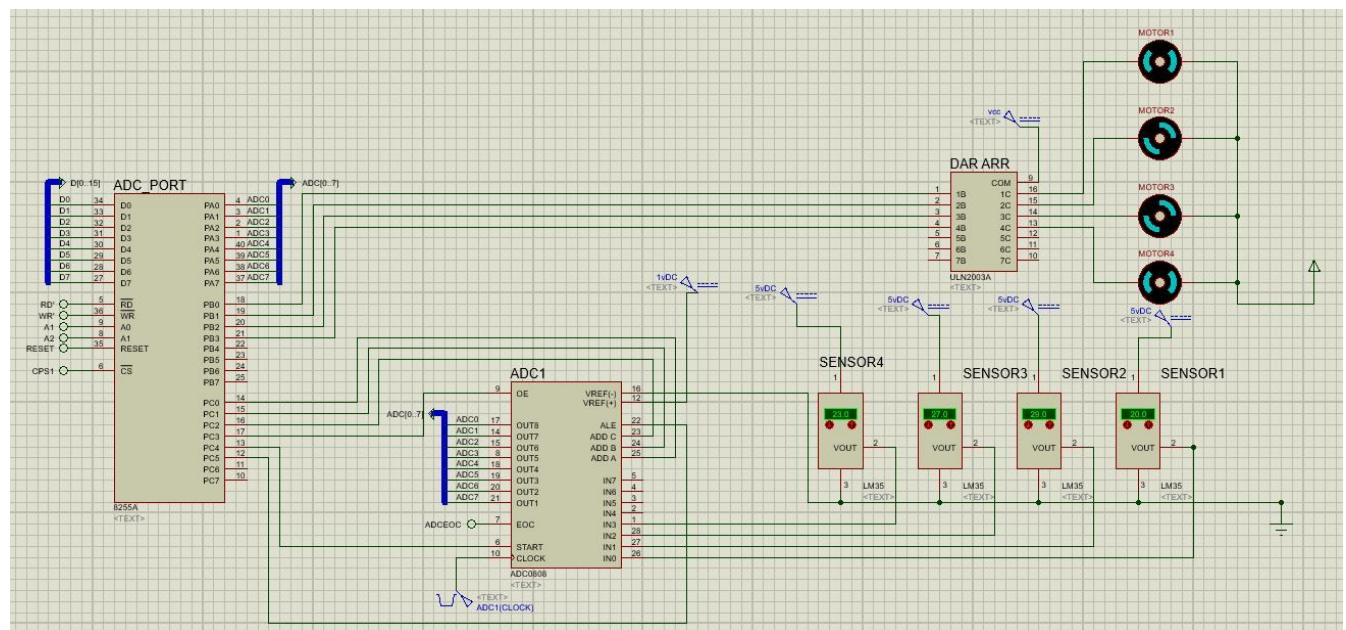 MOTOR1
MOTOR2
MOTOR3
MOTOR4
vcc
<TEXT>
DAR ARR
COM 9
1 1B 1C 16
2 2B 2C 15
3 3B 3C 14
4 4B 4C 13
5 5B 5C 12
6 6B 6C 11
7 7B 7C 10
ULN2003A
<TEXT>
D[0..15]
ADC_PORT
ADC[0..7]
D0 34 D0 PA0 4 ADC0
D1 33 D1 PA1 3 ADC1
D2 32 D2 PA2 2 ADC2
D3 31 D3 PA3 1 ADC3
D4 30 D4 PA4 40 ADC4
D5 29 D5 PA5 39 ADC5
D6 28 D6 PA6 38 ADC6
D7 27 D7 PA7 37 ADC7
RD' 5 RD PB0 18
WR' 36 WR PB1 19
A1 9 A0 PB2 20
A2 8 A1 PB3 21
RESET 35 RESET PB4 22
PB5 23
CPS1 6 CS PB6 24
PB7 25
PC0 14
PC1 15
PC2 16
PC3 17
PC4 13
PC5 12
PC6 11
PC7 10
8255A
<TEXT>
1vDC
<TEXT>
5vDC
<TEXT>
5vDC
<TEXT>
5vDC
<TEXT>
5vDC
<TEXT>
ADC1
9 OE VREF(-) 16
VREF(+) 12
ADC[0..7]
ALE 22
ADC0 17 OUT8 ADD C 23
ADC1 14 OUT7 ADD B 24
ADC2 15 OUT6 ADD A 25
ADC3 8 OUT5
ADC4 18 OUT4 IN7 5
ADC5 19 OUT3 IN6 4
ADC6 20 OUT2 IN5 3
ADC7 21 OUT1 IN4 2
ADCEOC 7 EOC IN3 1
IN2 28
6 START IN1 27
10 CLOCK IN0 26
ADC0808
<TEXT>
<TEXT>
ADC1(CLOCK)
SENSOR4
1
23.0
VOUT 2
3
LM35
<TEXT>
SENSOR3
1
27.0
VOUT 2
3
LM35
<TEXT>
SENSOR2
1
29.0
VOUT 2
3
LM35
<TEXT>
SENSOR1
1
20.0
VOUT 2
3
LM35
<TEXT>